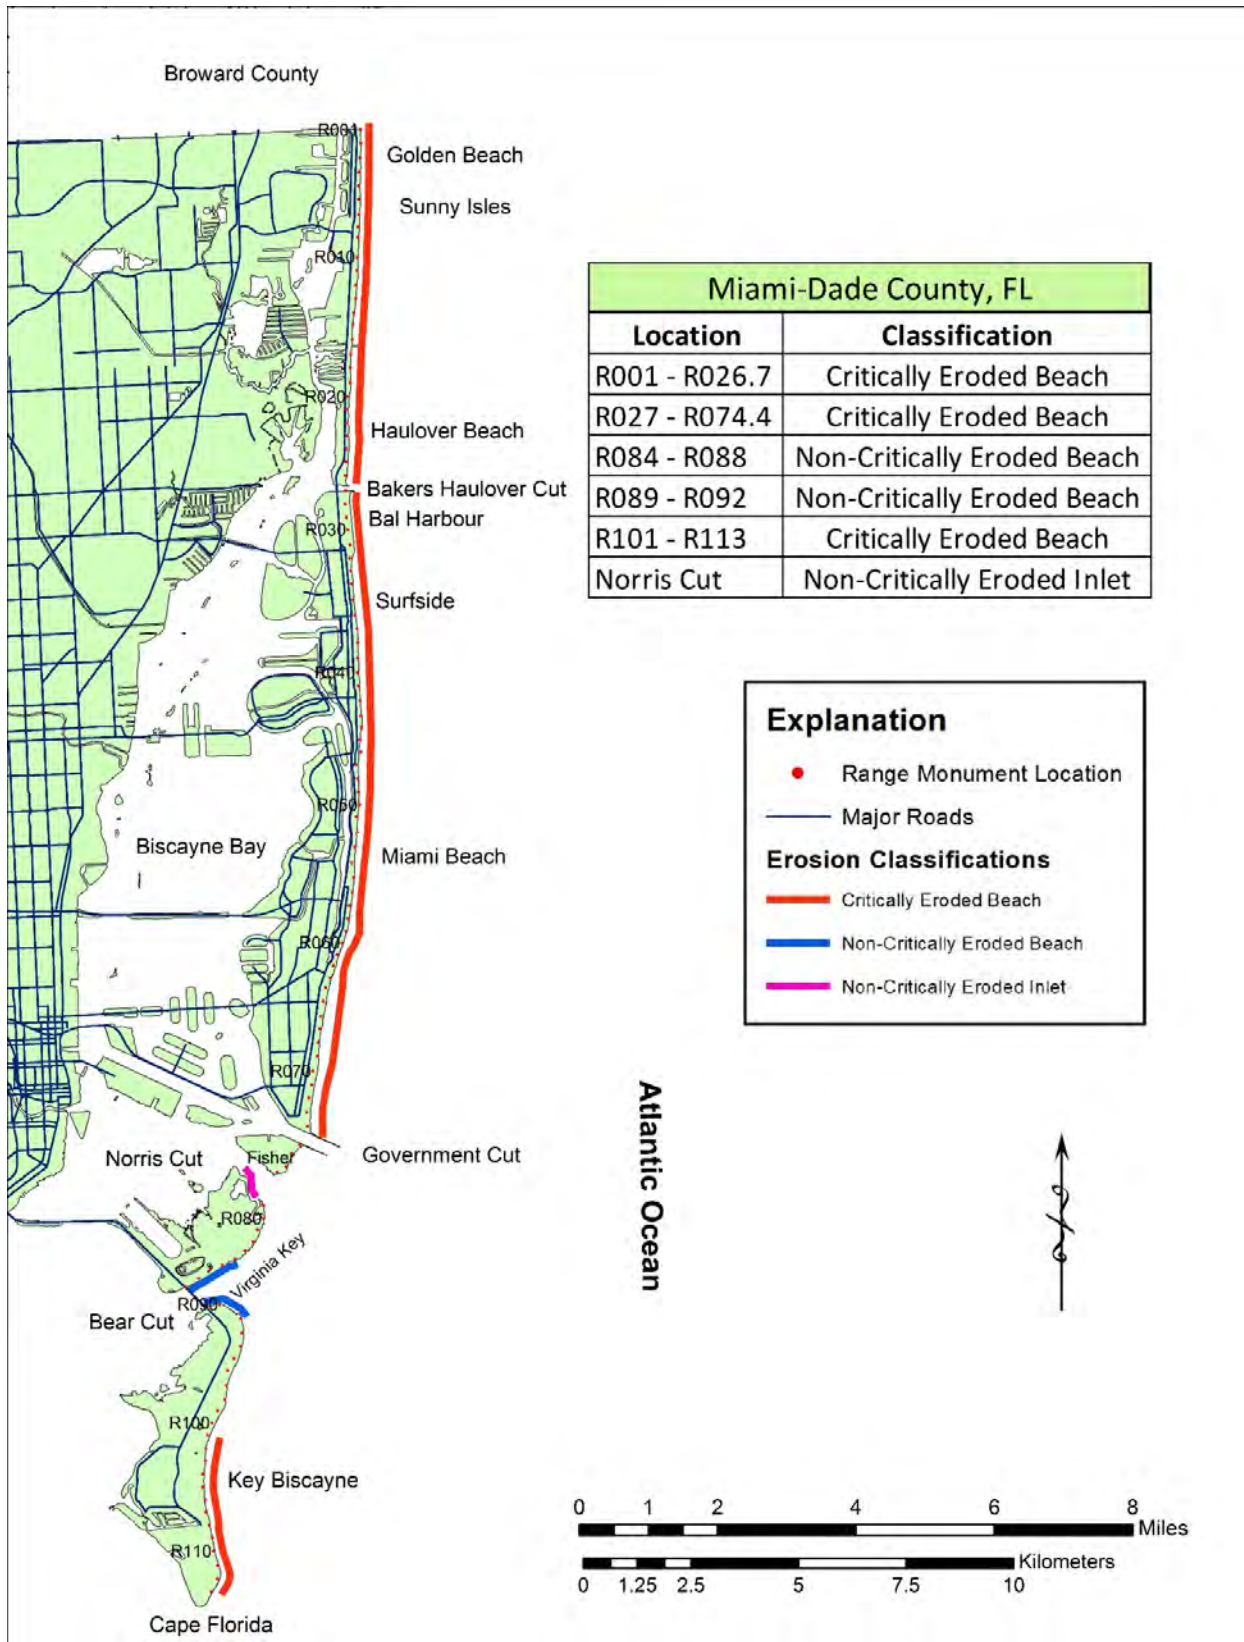 Broward County
R001
Golden Beach
Sunny Isles
R010
R020
Haulover Beach
Bakers Haulover Cut
Bal Harbour
R030
Surfside
R040
R050
Biscayne Bay
Miami Beach
R060
R070
Norris Cut
Fisher
Government Cut
R080
Virginia Key
R090
Bear Cut
R100
Key Biscayne
R110
Cape Florida
Miami-Dade County, FL
Location Classification
R001 - R026.7 Critically Eroded Beach
R027 - R074.4 Critically Eroded Beach
R084 - R088 Non-Critically Eroded Beach
R089 - R092 Non-Critically Eroded Beach
R101 - R113 Critically Eroded Beach
Norris Cut Non-Critically Eroded Inlet
Explanation
Range Monument Location
Major Roads
Erosion Classifications
Critically Eroded Beach
Non-Critically Eroded Beach
Non-Critically Eroded Inlet
Atlantic Ocean
0 1 2 4 6 8
Miles
Kilometers
0 1.25 2.5 5 7.5 10